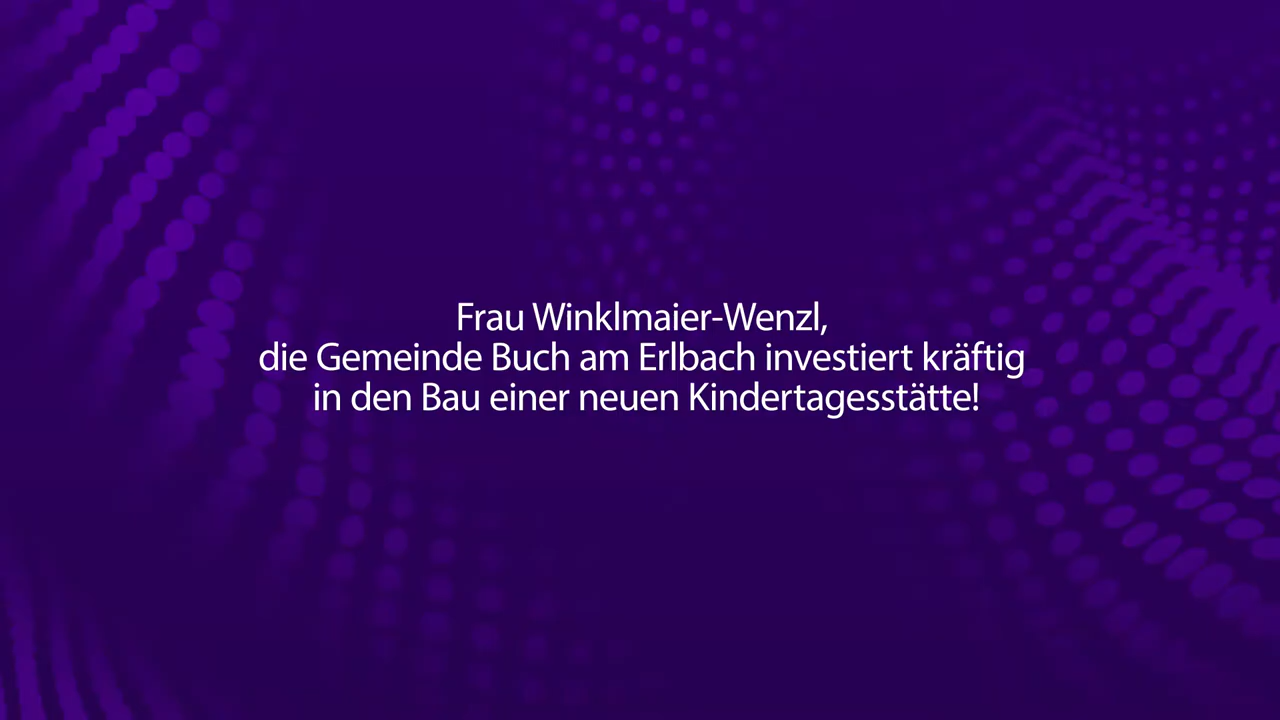 Frau Winklmaier-Wenzl,
die Gemeinde Buch am Erlbach investiert kräftig
in den Bau einer neuen Kindertagesstätte!